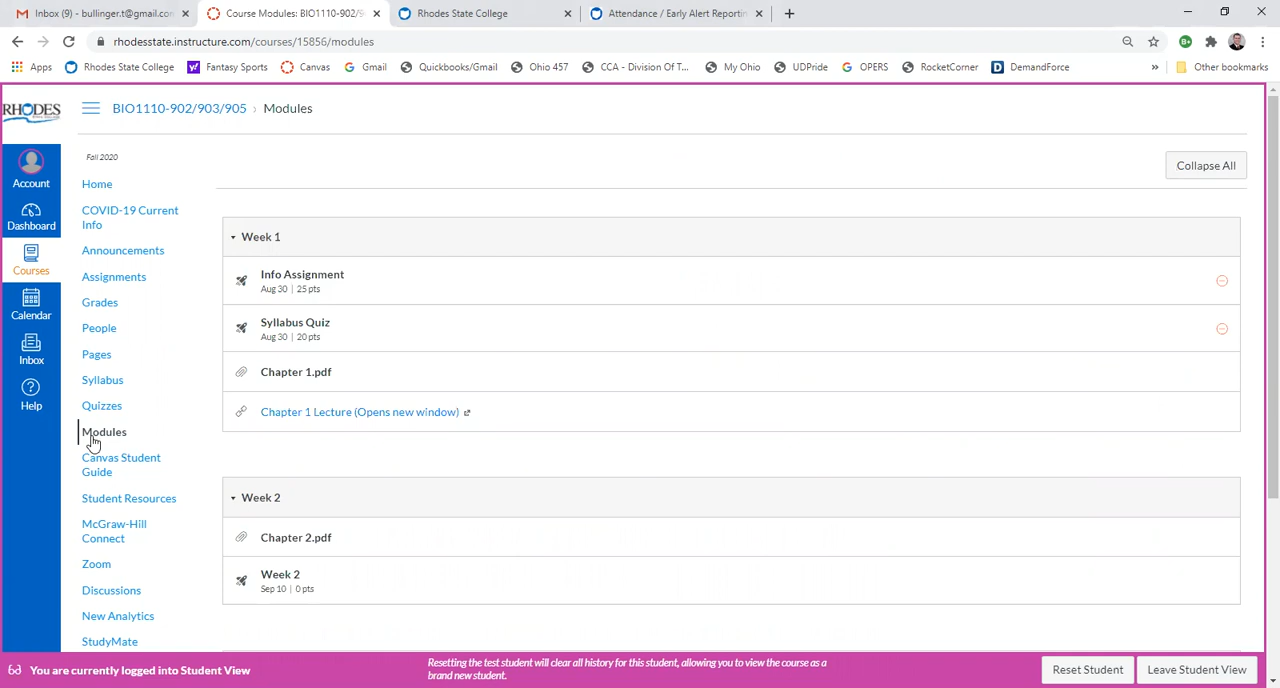 Inbox (9) - bullinger.t@gmail.com
Course Modules: BIO1110-902/9
Rhodes State College
Attendance / Early Alert Reportin
rhodesstate.instructure.com/courses/15856/modules
Apps
Rhodes State College
Fantasy Sports
Canvas
Gmail
Quickbooks/Gmail
Ohio 457
CCA - Division Of T...
My Ohio
UDPride
OPERS
RocketCorner
DemandForce
»
Other bookmarks
RHODES
BIO1110-902/903/905 › Modules
Fall 2020
Collapse All
Account
Dashboard
Courses
Calendar
Inbox
Help
Home
COVID-19 Current
Info
Announcements
Assignments
Grades
People
Pages
Syllabus
Quizzes
Modules
Canvas Student
Guide
Student Resources
McGraw-Hill
Connect
Zoom
Discussions
New Analytics
StudyMate
Week 1
Info Assignment
Aug 30 | 25 pts
Syllabus Quiz
Aug 30 | 20 pts
Chapter 1.pdf
Chapter 1 Lecture (Opens new window)
Week 2
Chapter 2.pdf
Week 2
Sep 10 | 0 pts
You are currently logged into Student View
Resetting the test student will clear all history for this student, allowing you to view the course as a
brand new student.
Reset Student
Leave Student View